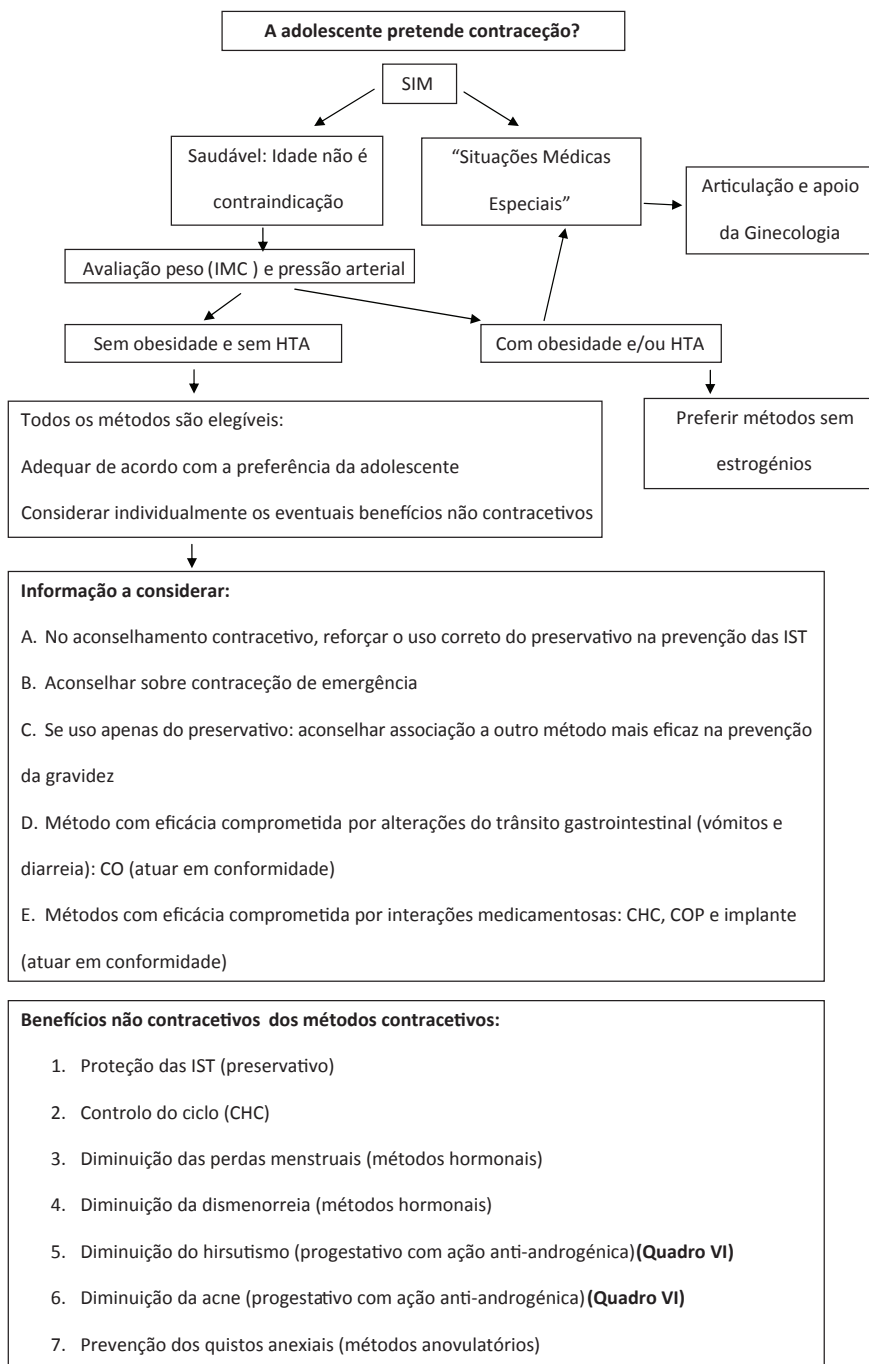 A adolescente pretende contraceção?
SIM
Saudável: Idade não é
contraindicação
“Situações Médicas
Especiais”
Articulação e apoio
da Ginecologia
Avaliação peso (IMC ) e pressão arterial
Sem obesidade e sem HTA
Com obesidade e/ou HTA
Todos os métodos são elegíveis:
Adequar de acordo com a preferência da adolescente
Considerar individualmente os eventuais benefícios não contracetivos
Preferir métodos sem
estrogénios
Informação a considerar:
A. No aconselhamento contracetivo, reforçar o uso correto do preservativo na prevenção das IST
B. Aconselhar sobre contraceção de emergência
C. Se uso apenas do preservativo: aconselhar associação a outro método mais eficaz na prevenção
da gravidez
D. Método com eficácia comprometida por alterações do trânsito gastrointestinal (vómitos e
diarreia): CO (atuar em conformidade)
E. Métodos com eficácia comprometida por interações medicamentosas: CHC, COP e implante
(atuar em conformidade)
Benefícios não contracetivos dos métodos contracetivos:
1. Proteção das IST (preservativo)
2. Controlo do ciclo (CHC)
3. Diminuição das perdas menstruais (métodos hormonais)
4. Diminuição da dismenorreia (métodos hormonais)
5. Diminuição do hirsutismo (progestativo com ação anti-androgénica) (Quadro VI)
6. Diminuição da acne (progestativo com ação anti-androgénica) (Quadro VI)
7. Prevenção dos quistos anexiais (métodos anovulatórios)